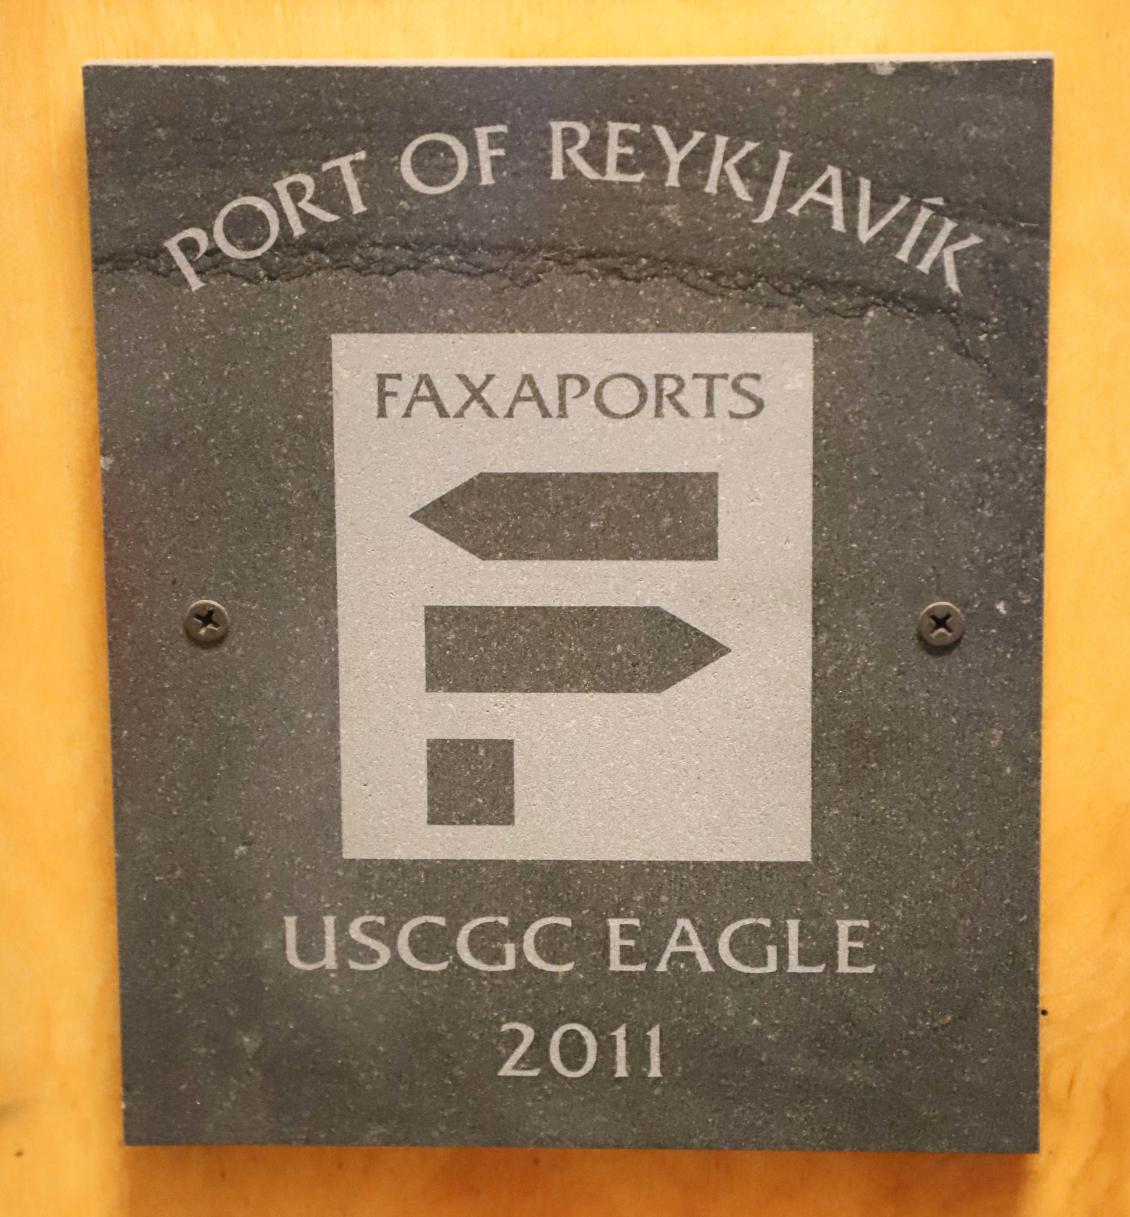 PORT OF REYKJAVÍK
FAXAPORTS
USCGC EAGLE
2011